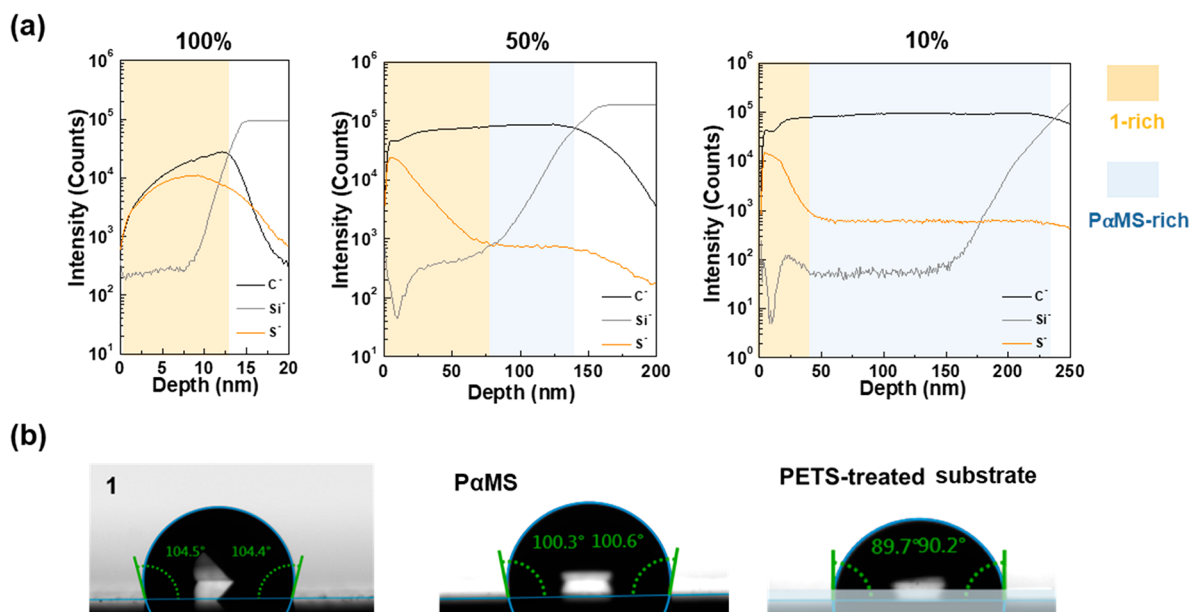 (a)
100%
50%
10%
10⁶
10⁵
10⁴
10³
10²
10¹
Intensity (Counts)
C⁻
Si⁻
S⁻
0 5 10 15 20
Depth (nm)
10⁶
10⁵
10⁴
10³
10²
10¹
Intensity (Counts)
C⁻
Si⁻
S⁻
0 50 100 150 200
Depth (nm)
10⁶
10⁵
10⁴
10³
10²
10¹
10⁰
Intensity (Counts)
C⁻
Si⁻
S⁻
0 50 100 150 200 250
Depth (nm)
1-rich
PαMS-rich
(b)
1
104.5° 104.4°
PαMS
100.3° 100.6°
PETS-treated substrate
89.7° 90.2°